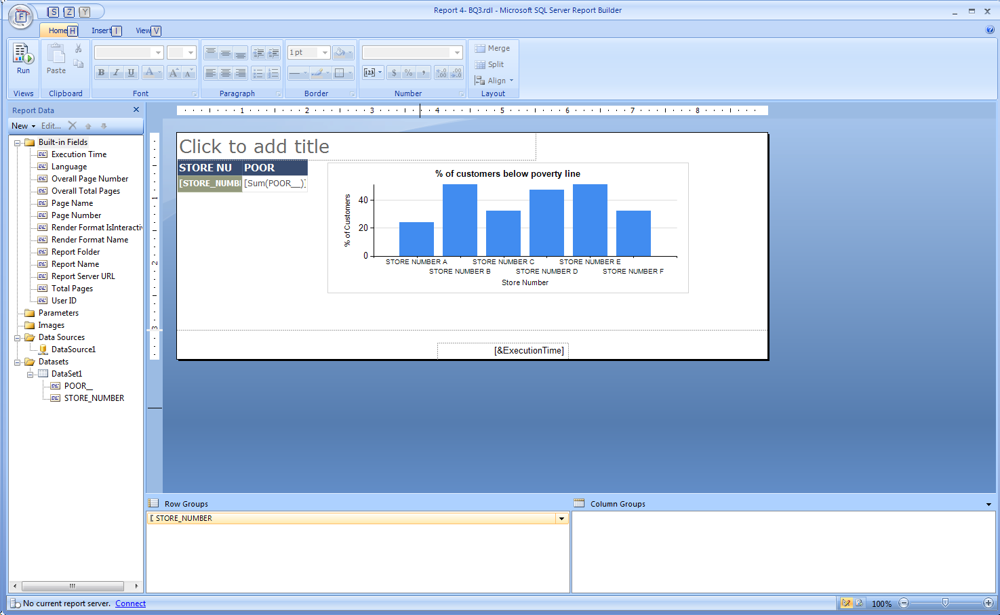 Report 4- BQ3.rdl - Microsoft SQL Server Report Builder
F S Z Y
Home H Insert I View V
Run
Paste
1 pt
Merge
Split
Align
Views Clipboard Font Paragraph Border Number Layout
Report Data
New Edit...
Built-in Fields
Execution Time
Language
Overall Page Number
Overall Total Pages
Page Name
Page Number
Render Format IsInteractiv
Render Format Name
Report Folder
Report Name
Report Server URL
Total Pages
User ID
Parameters
Images
Data Sources
DataSource1
Datasets
DataSet1
POOR__
STORE_NUMBER
1 2 3 4 5 6 7 8
1
2
3
Click to add title
STORE NU POOR
[STORE_NUMB [Sum(POOR__)]
% of customers below poverty line
% of Customers
40
20
0
STORE NUMBER A STORE NUMBER C STORE NUMBER E
STORE NUMBER B STORE NUMBER D STORE NUMBER F
Store Number
[&ExecutionTime]
Row Groups Column Groups
[ STORE_NUMBER
No current report server. Connect
100%